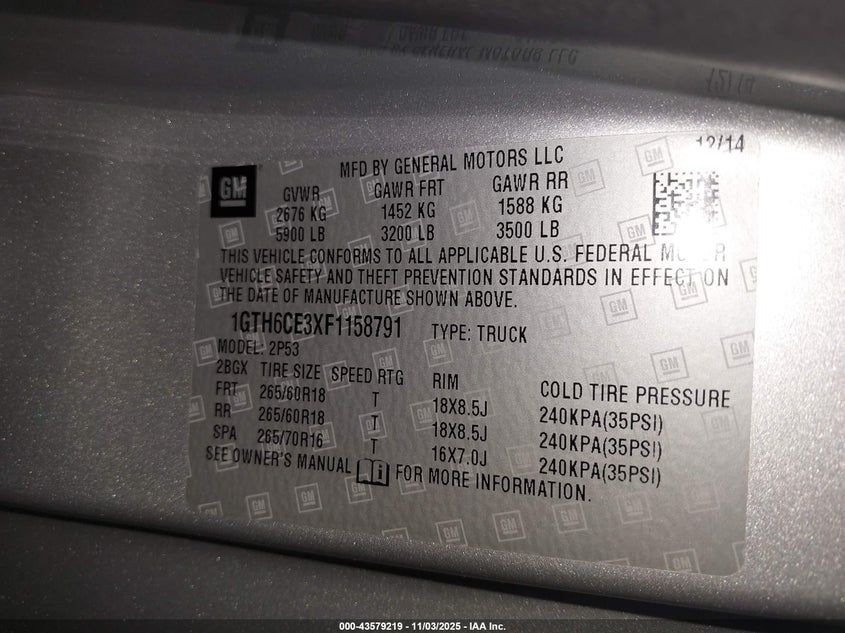 12/14
MFD BY GENERAL MOTORS LLC
GM
GVWR GAWR FRT GAWR RR
2676 KG 1452 KG 1588 KG
5900 LB 3200 LB 3500 LB
THIS VEHICLE CONFORMS TO ALL APPLICABLE U.S. FEDERAL MOTOR
VEHICLE SAFETY AND THEFT PREVENTION STANDARDS IN EFFECT ON
THE DATE OF MANUFACTURE SHOWN ABOVE.
1GTH6CE3XF1158791 TYPE: TRUCK
MODEL: 2P53
2BGX TIRE SIZE SPEED RTG RIM COLD TIRE PRESSURE
FRT 265/60R18 T 18X8.5J 240KPA(35PSI)
RR 265/60R18 T 18X8.5J 240KPA(35PSI)
SPA 265/70R16 T 16X7.0J 240KPA(35PSI)
SEE OWNER'S MANUAL FOR MORE INFORMATION.
000-43579219 - 11/03/2025 - IAA Inc.